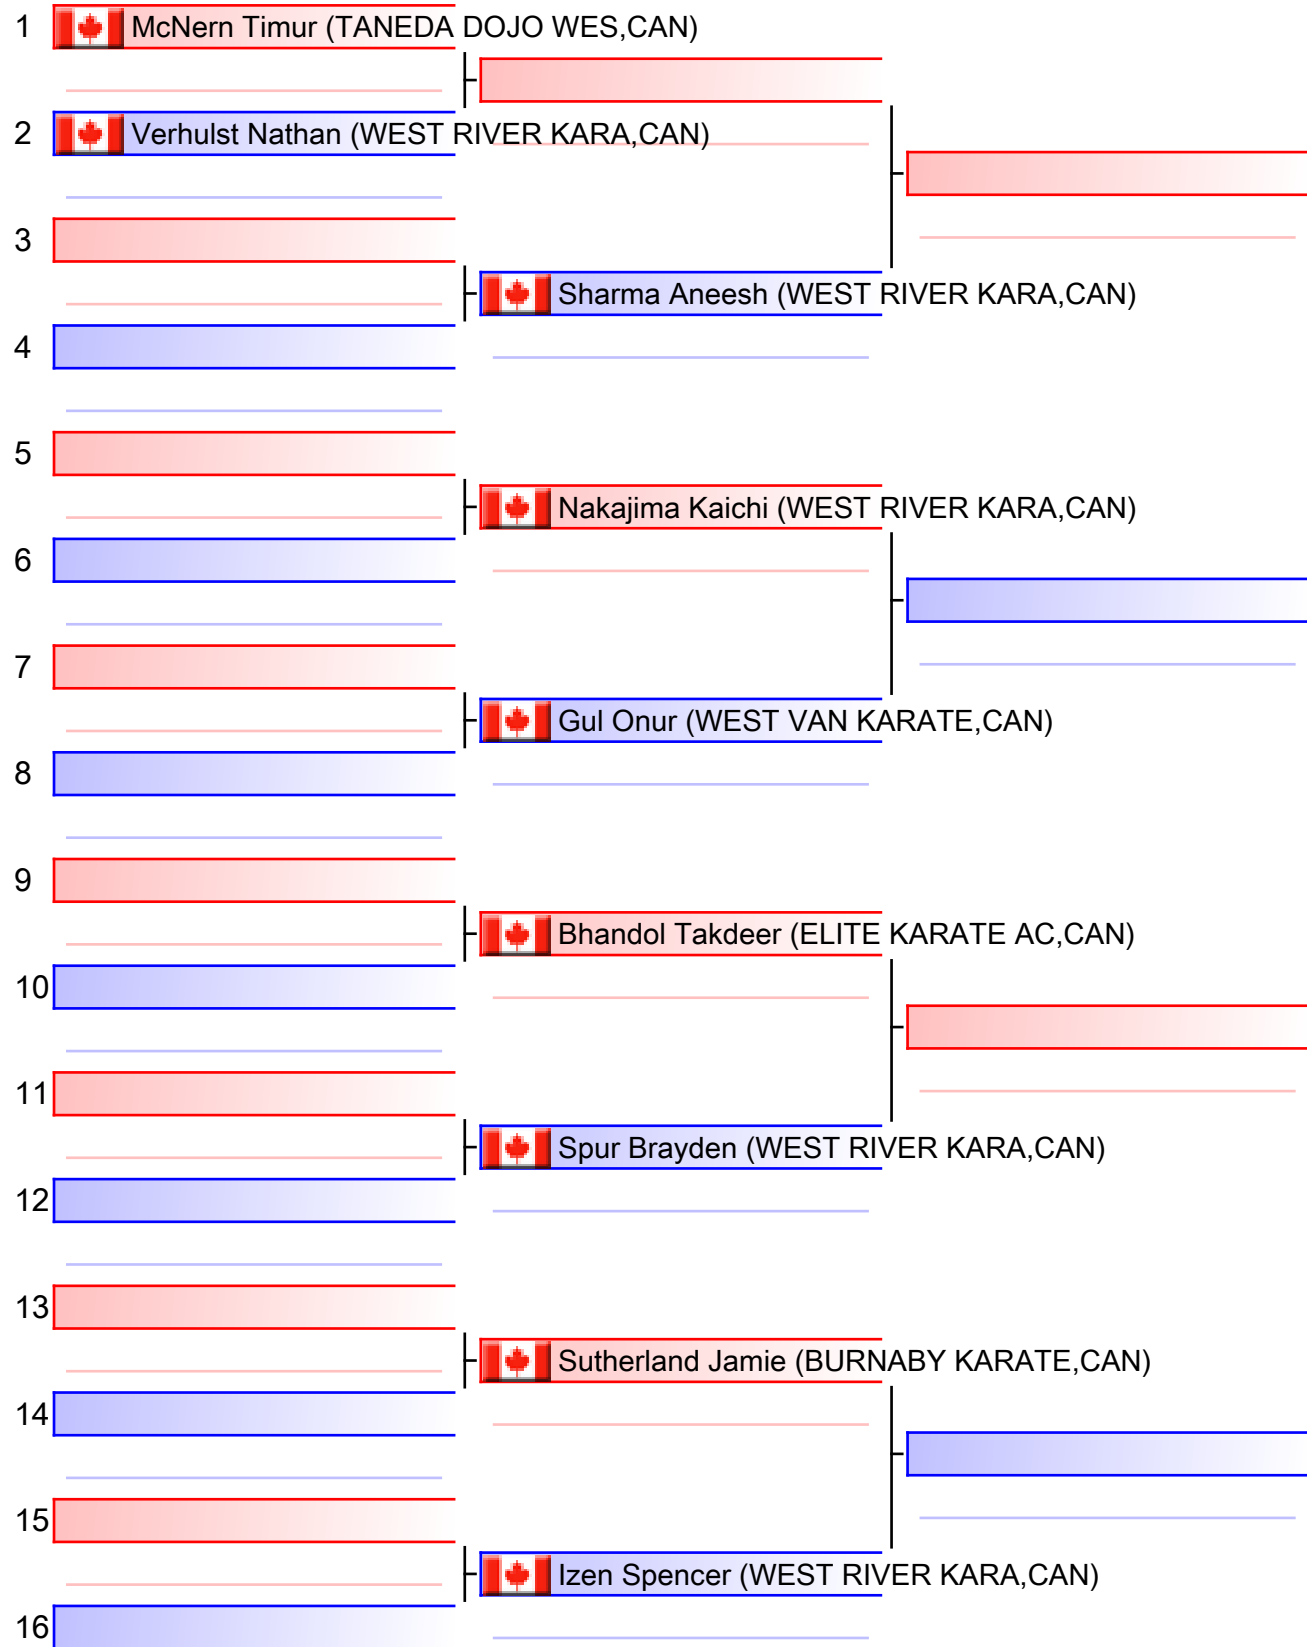 1 McNern Timur (TANEDA DOJO WES,CAN)
2 Verhulst Nathan (WEST RIVER KARA,CAN)
3
Sharma Aneesh (WEST RIVER KARA,CAN)
4
5
Nakajima Kaichi (WEST RIVER KARA,CAN)
6
7
Gul Onur (WEST VAN KARATE,CAN)
8
9
Bhandol Takdeer (ELITE KARATE AC,CAN)
10
11
Spur Brayden (WEST RIVER KARA,CAN)
12
13
Sutherland Jamie (BURNABY KARATE,CAN)
14
15
Izen Spencer (WEST RIVER KARA,CAN)
16